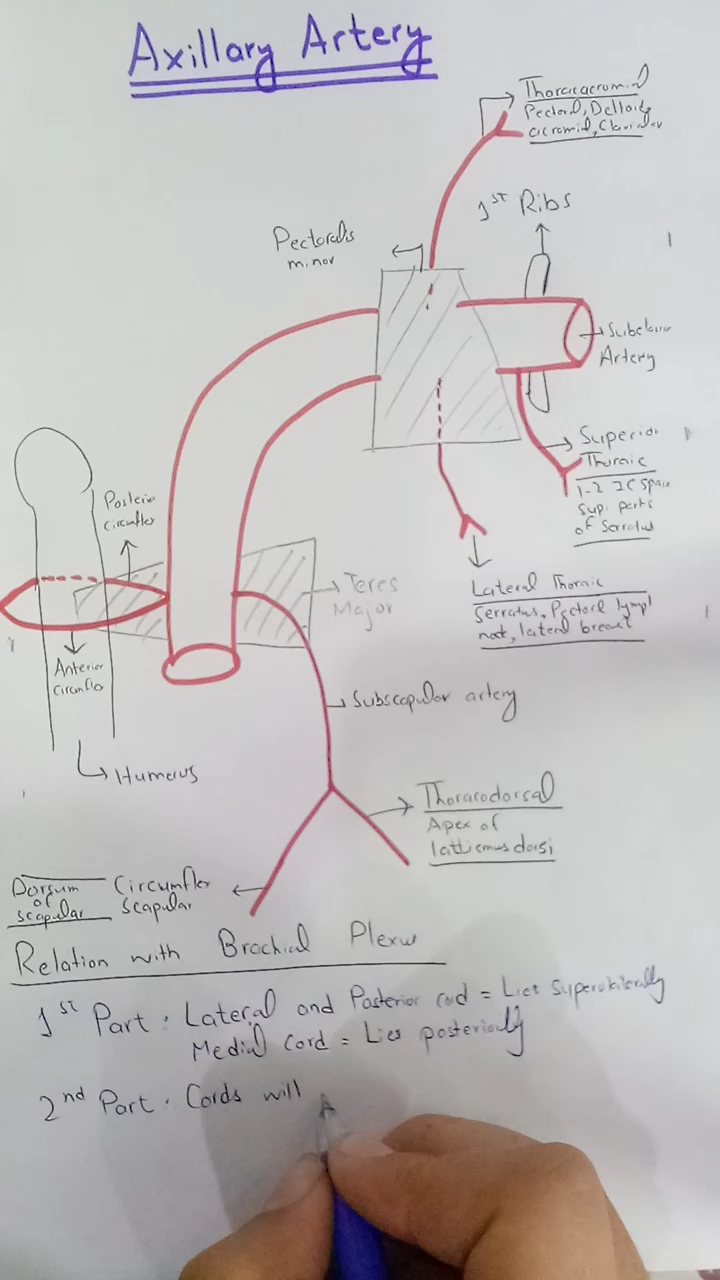 Axillary Artery
Thoracoacromial
Pectoral, Deltoid,
acromial, Clavicular
1ST Ribs
Pectoralis
minor
Subclavian
Artery
Superior
Thoracic
1-2 IC space
Sup. parts
of Serratus
Posterior
circumflex
Teres
Major
Lateral Thoracic
Serratus, Pectoral lymph
node, lateral breast
Anterior
circumflex
Subscapular artery
Humerus
Thoracodorsal
Apex of
lattismus dorsi
Dorsum
of
scapular
Circumflex
scapular
Relation with Brachial Plexus
1ST Part: Lateral and Posterior cord = Lies Superolaterally
Medial cord = Lies posteriorly
2nd Part: Cords will